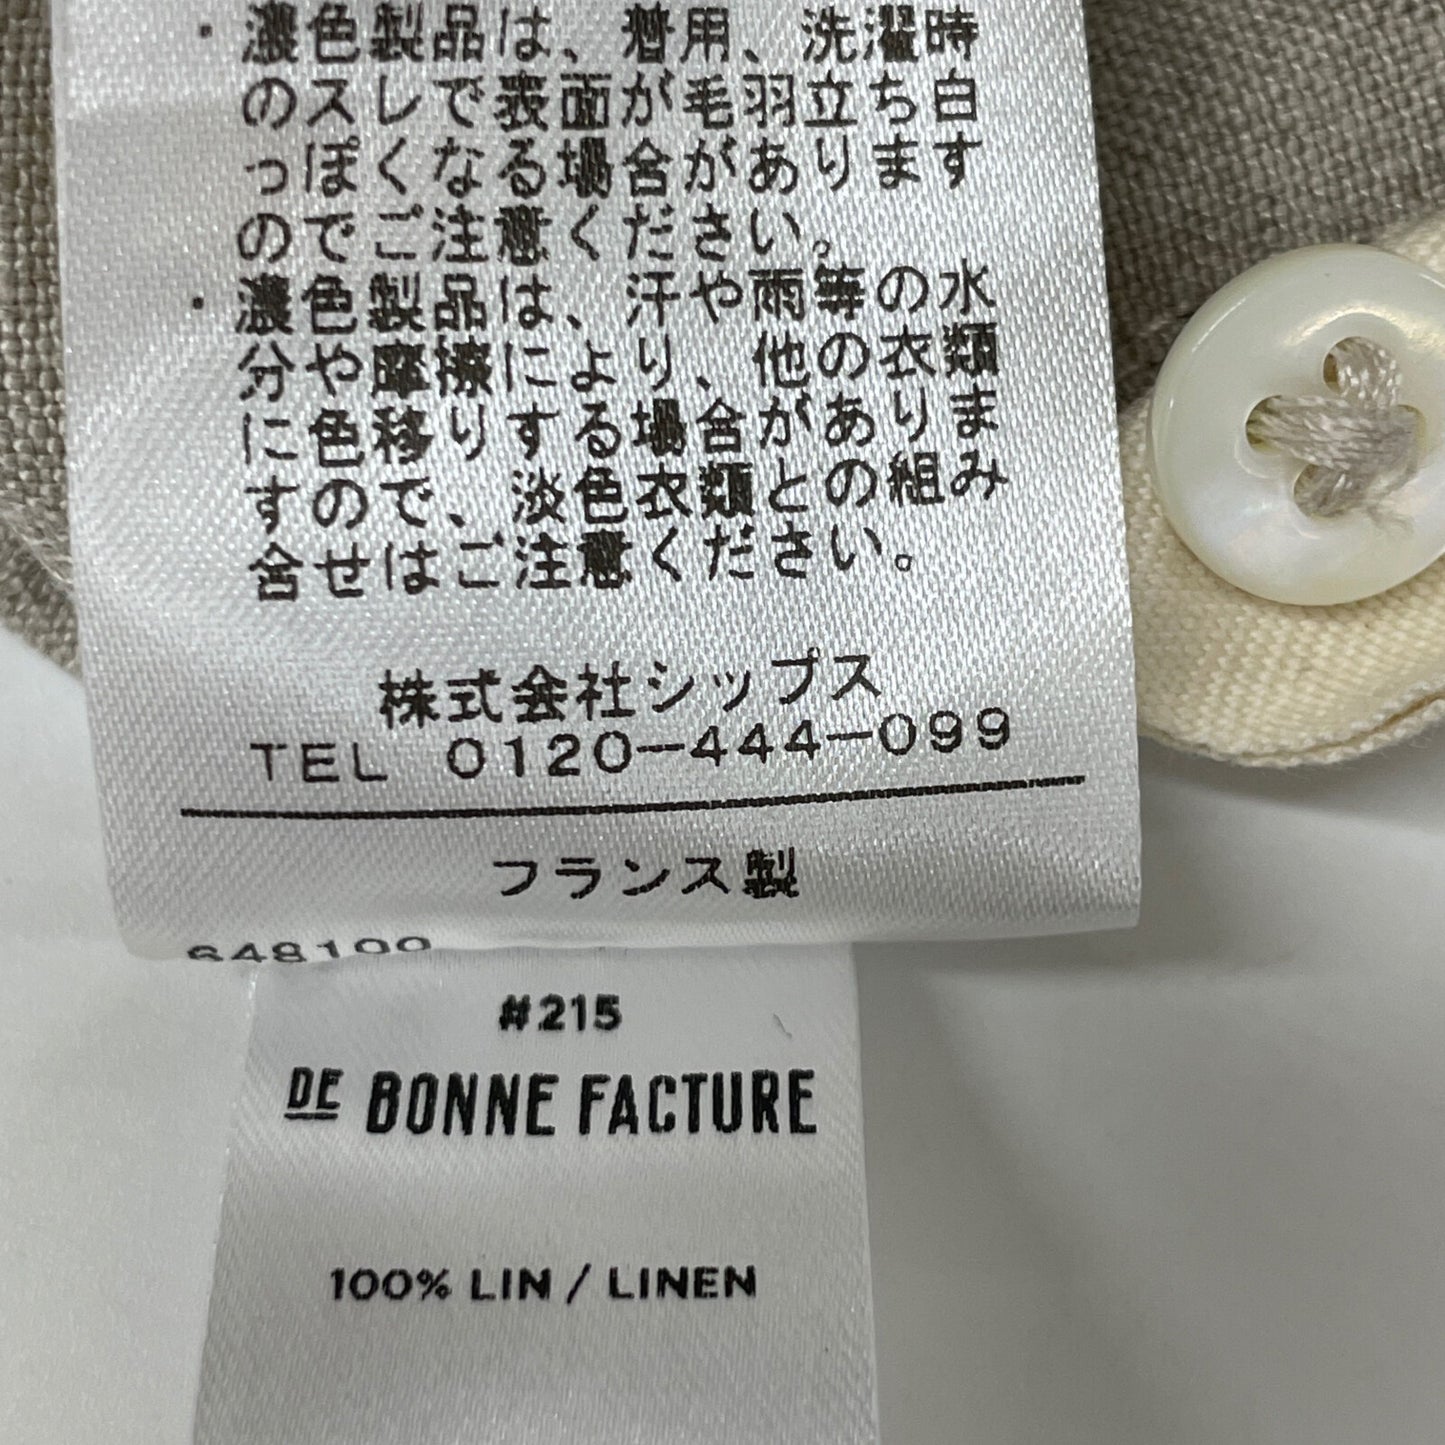 ・濃色製品は、着用、洗濯時
のスレで表面が毛羽立ち白
っぽくなる場合があります
のでご注意ください。
・濃色製品は、汗や雨等の水
分や摩擦により、他の衣類
に色移りする場合がありま
すので、淡色衣類との組み
合せはご注意ください。
株式会社シップス
TEL 0120-444-099
フランス製
648100
#215
DE BONNE FACTURE
100% LIN / LINEN